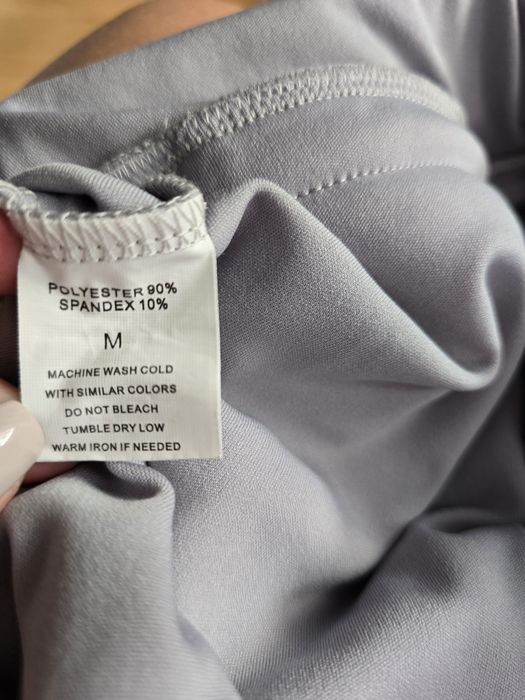 POLYESTER 90%
SPANDEX 10%
M
MACHINE WASH COLD
WITH SIMILAR COLORS
DO NOT BLEACH
TUMBLE DRY LOW
WARM IRON IF NEEDED